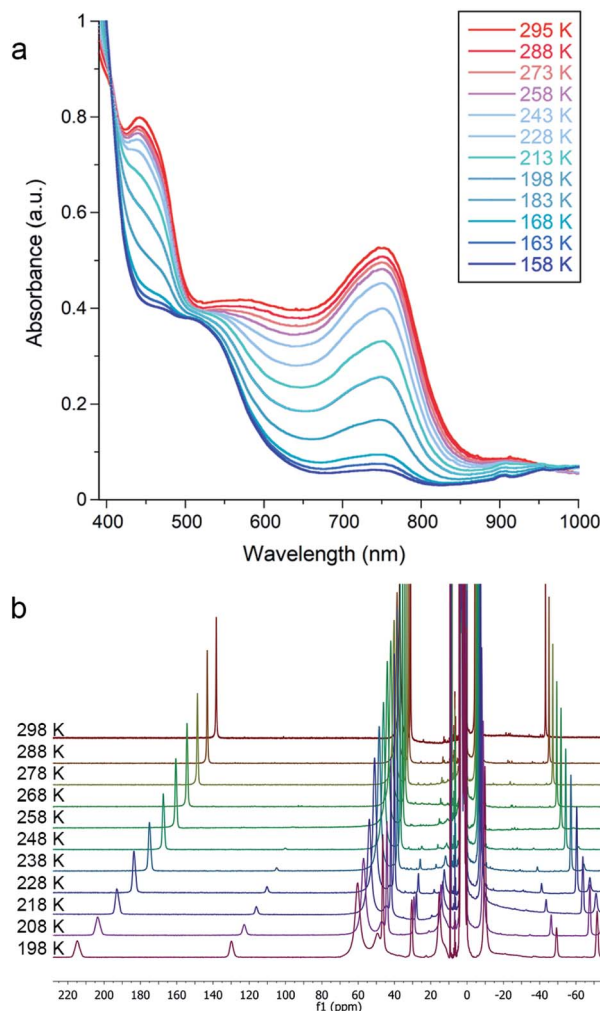 a
1
0.8
0.6
0.4
0.2
0
Absorbance (a.u.)
400
500
600
700
800
900
1000
Wavelength (nm)
295 K
288 K
273 K
258 K
243 K
228 K
213 K
198 K
183 K
168 K
163 K
158 K
b
298 K
288 K
278 K
268 K
258 K
248 K
238 K
228 K
218 K
208 K
198 K
220
200
180
160
140
120
100
80
60
40
20
0
-20
-40
-60
f1 (ppm)